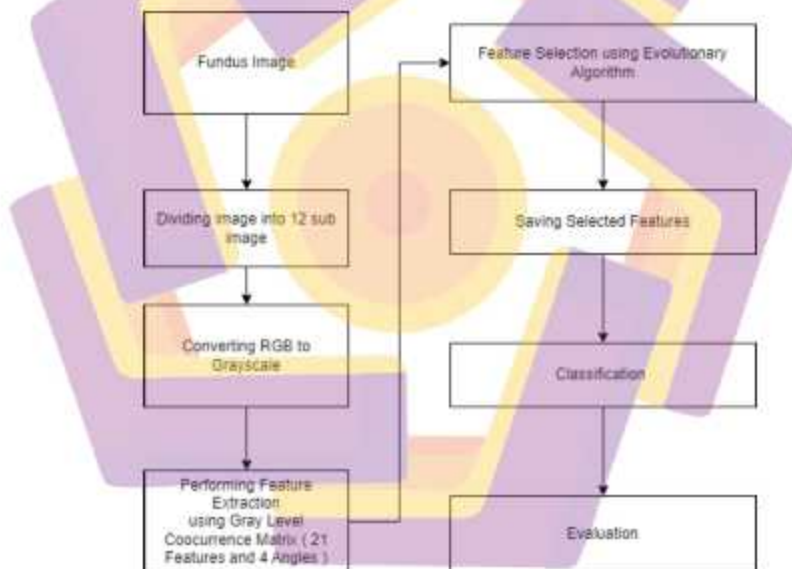 Fundus Image
Dividing image into 12 sub
image
Converting RGB to
Grayscale
Performing Feature
Extraction
using Gray Level
Coocurrence Matrix ( 21
Features and 4 Angles )
Feature Selection using Evolutionary
Algorithm
Saving Selected Features
Classification
Evaluation